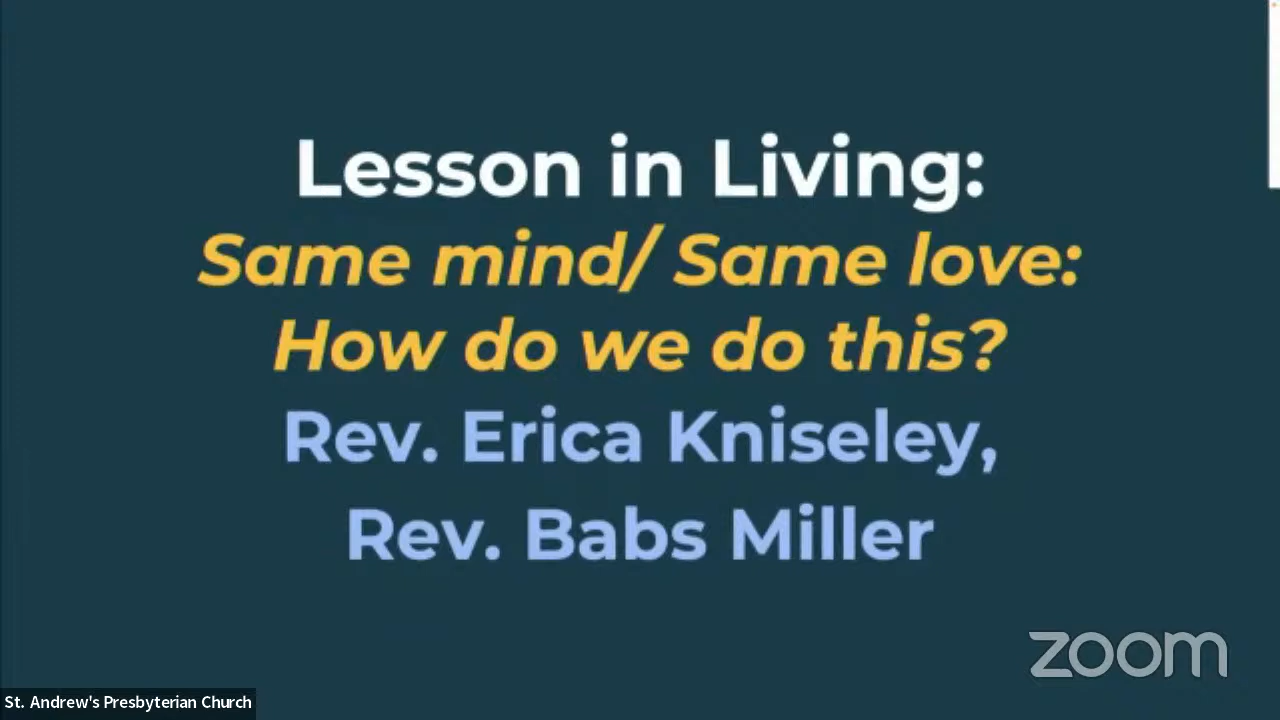 Lesson in Living:
Same mind/ Same love:
How do we do this?
Rev. Erica Kniseley,
Rev. Babs Miller
zoom
St. Andrew's Presbyterian Church